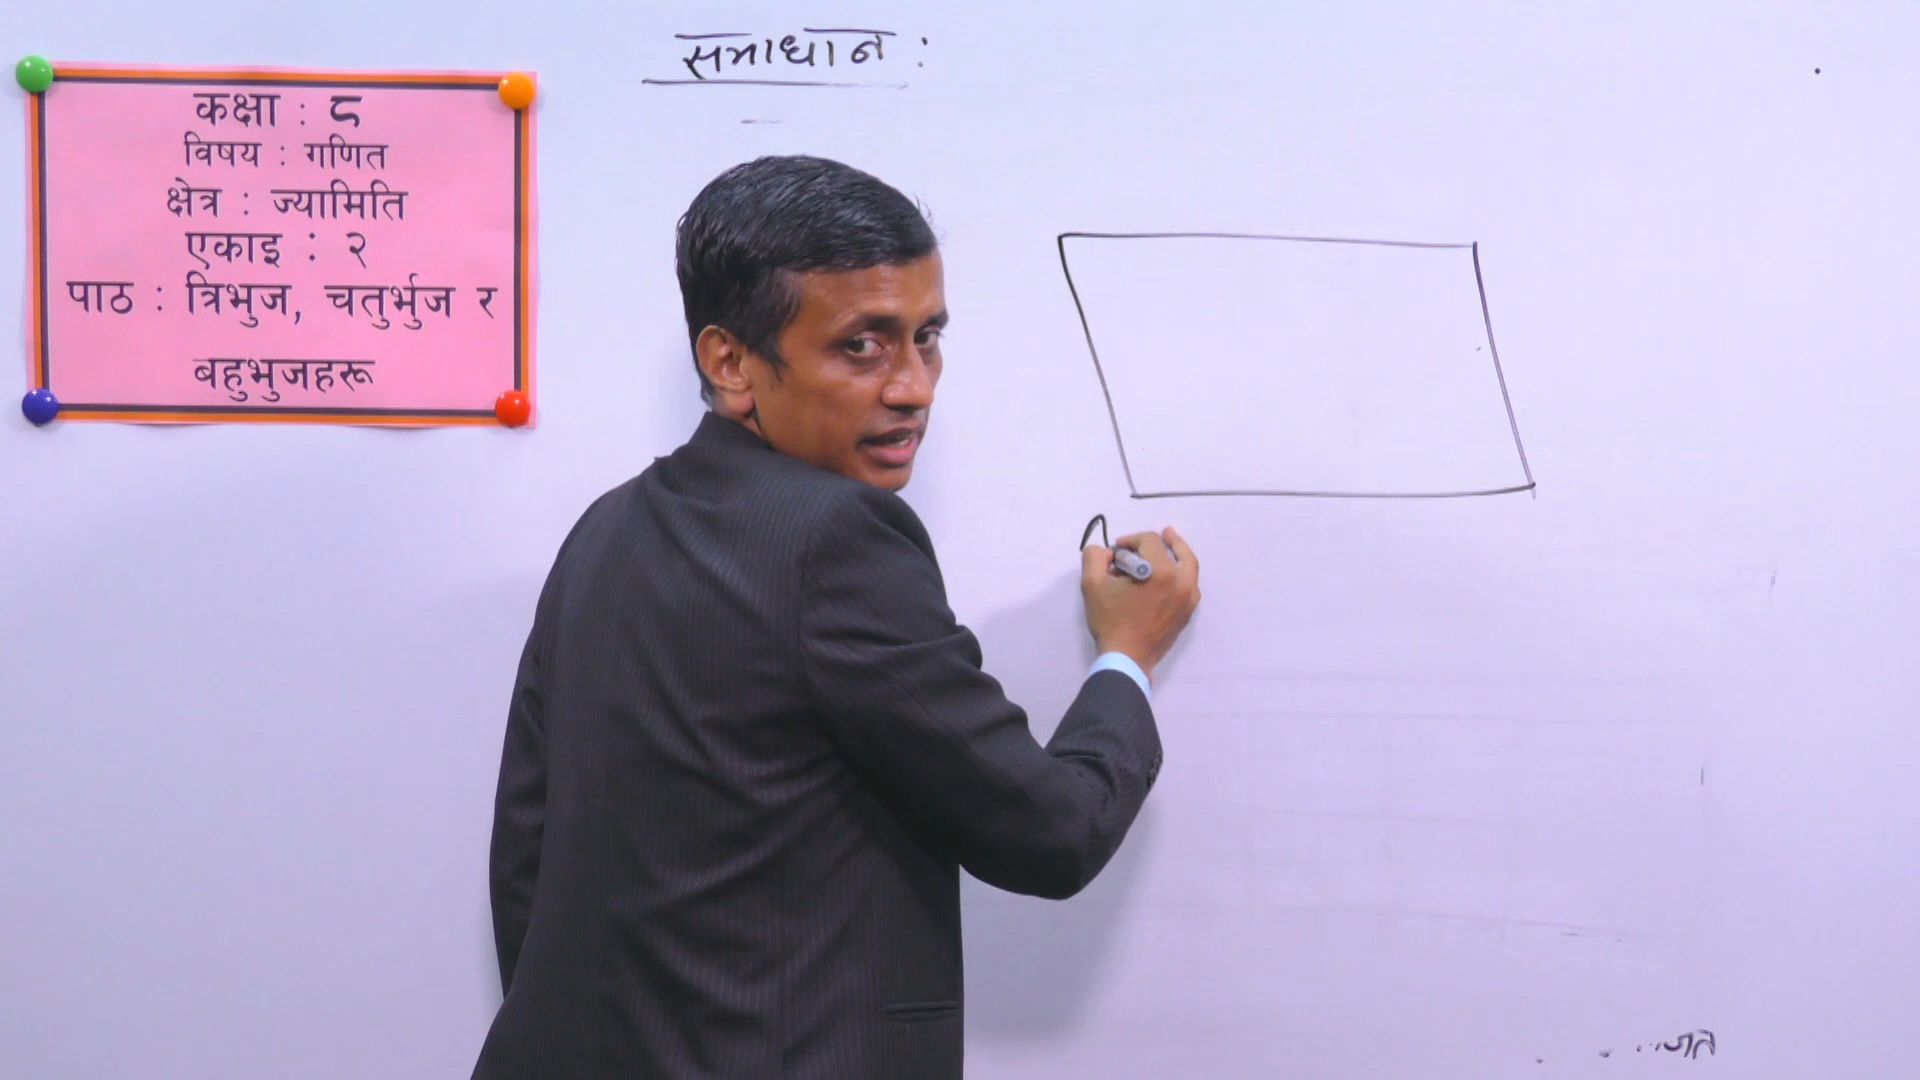 समाधान :
कक्षा : ८
विषय : गणित
क्षेत्र : ज्यामिति
एकाइ : २
पाठ : त्रिभुज, चतुर्भुज र
बहुभुजहरू